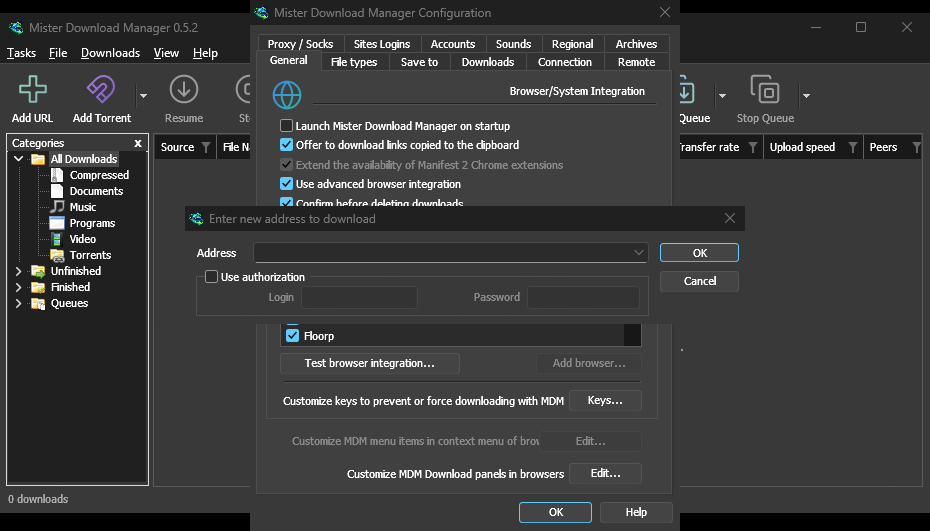 Mister Download Manager 0.5.2
Tasks File Downloads View Help
Add URL Add Torrent Resume
Queue Stop Queue
Categories x
All Downloads
Compressed
Documents
Music
Programs
Video
Torrents
Unfinished
Finished
Queues
Source
Transfer rate Upload speed Peers
0 downloads
Mister Download Manager Configuration
Proxy / Socks Sites Logins Accounts Sounds Regional Archives
General File types Save to Downloads Connection Remote
Browser/System Integration
Launch Mister Download Manager on startup
Offer to download links copied to the clipboard
Extend the availability of Manifest 2 Chrome extensions
Use advanced browser integration
Confirm before deleting downloads
Enter new address to download
Address OK
Use authorization Cancel
Login Password
Floorp
Test browser integration... Add browser...
Customize keys to prevent or force downloading with MDM Keys...
Customize MDM menu items in context menu of Edit...
Customize MDM Download panels in browsers Edit...
OK Help